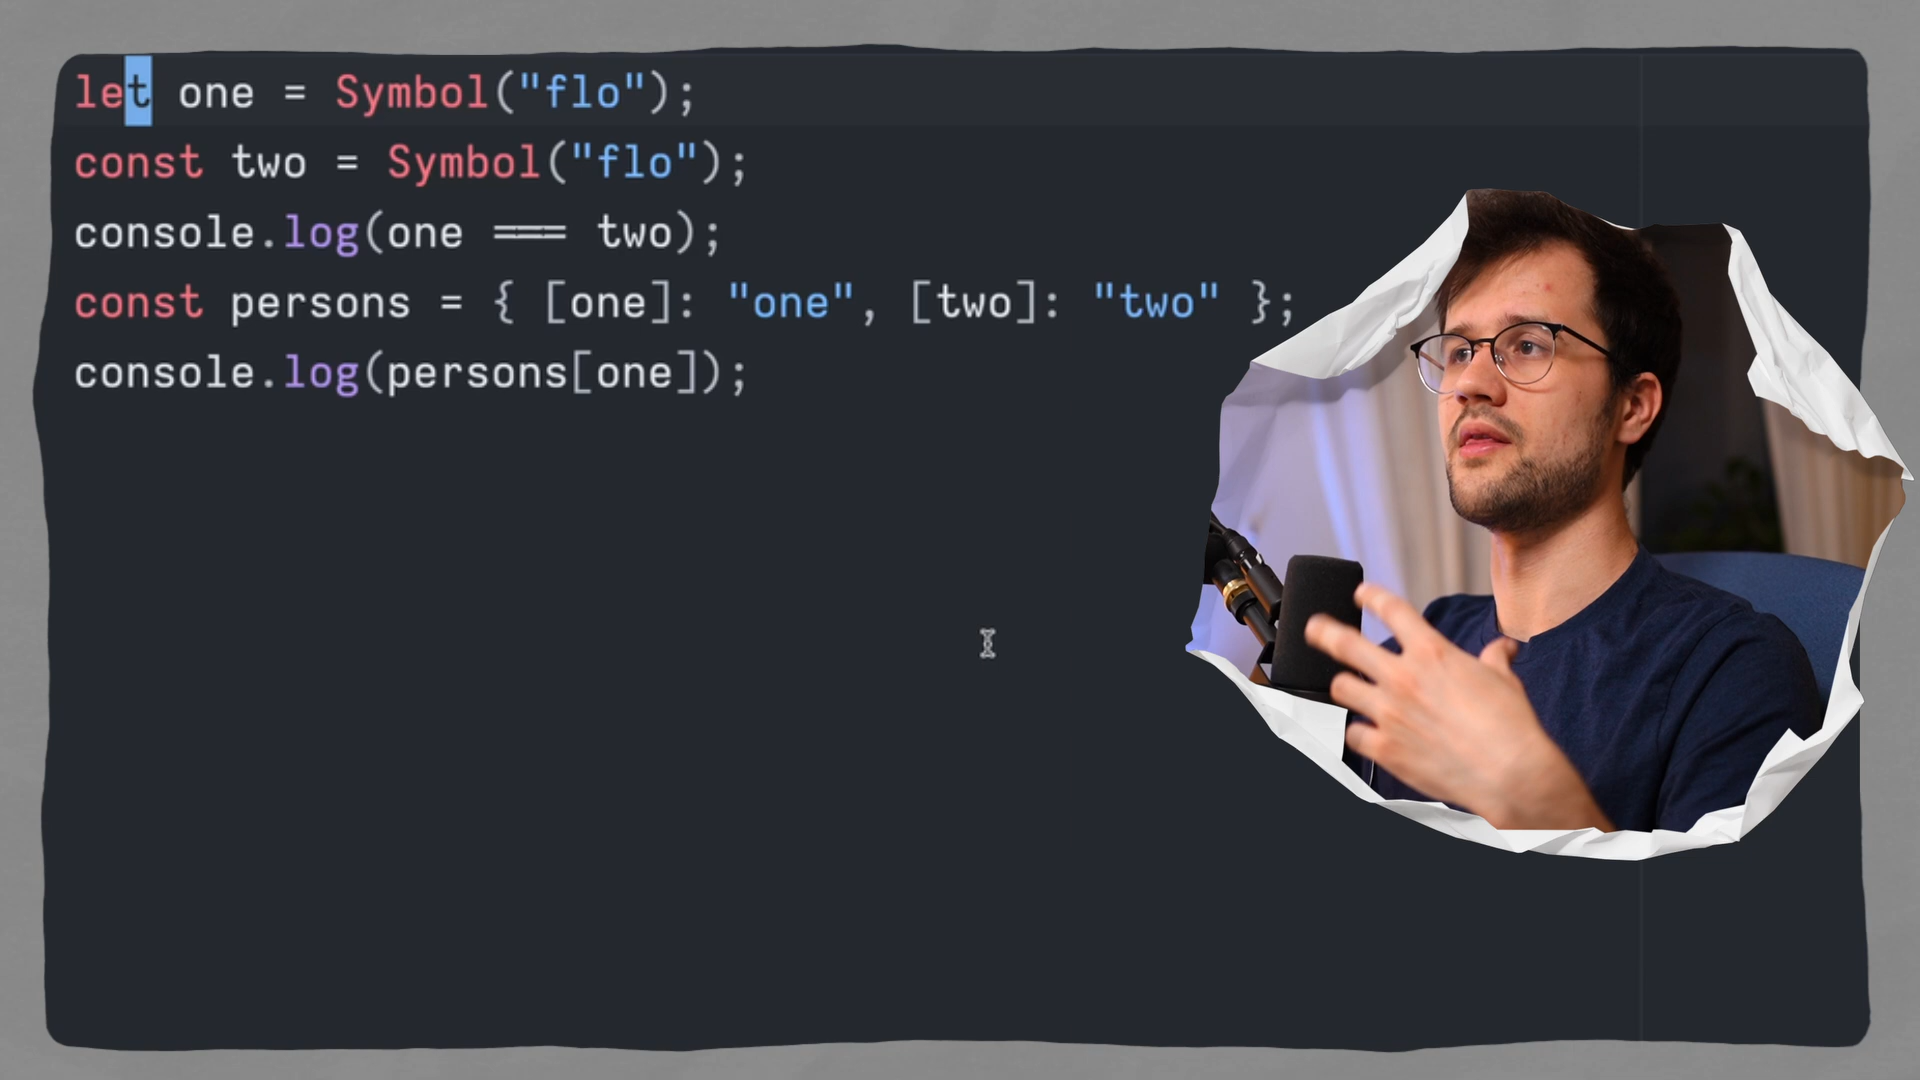 let one = Symbol("flo");
const two = Symbol("flo");
console.log(one === two);
const persons = { [one]: "one", [two]: "two" };
console.log(persons[one]);